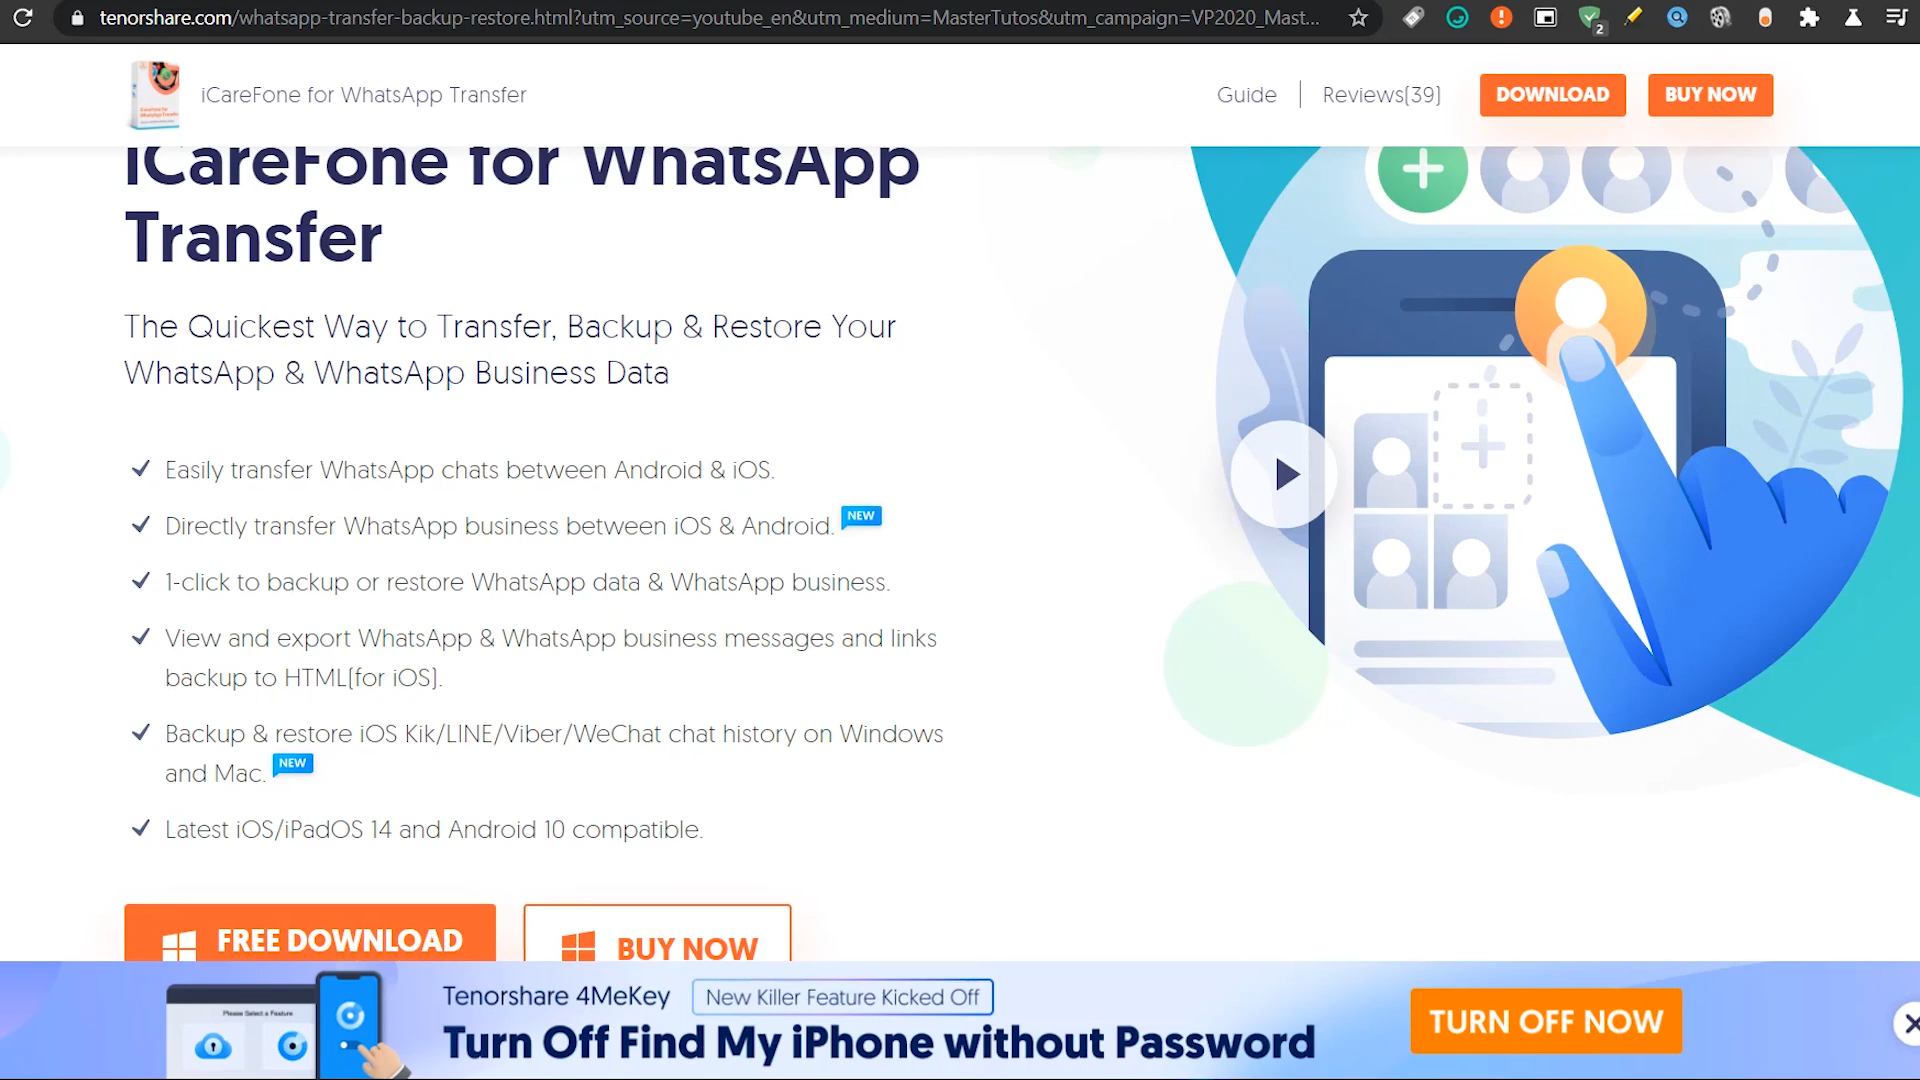 tenorshare.com/whatsapp-transfer-backup-restore.html?utm_source=youtube_en&utm_medium=MasterTutos&utm_campaign=VP2020_Mast...
2
iCareFone for WhatsApp Transfer
Guide
Reviews(39)
DOWNLOAD
BUY NOW
iCareFone for WhatsApp
Transfer
The Quickest Way to Transfer, Backup & Restore Your
WhatsApp & WhatsApp Business Data
Easily transfer WhatsApp chats between Android & iOS.
Directly transfer WhatsApp business between iOS & Android. NEW
1-click to backup or restore WhatsApp data & WhatsApp business.
View and export WhatsApp & WhatsApp business messages and links
backup to HTML(for iOS).
Backup & restore iOS Kik/LINE/Viber/WeChat chat history on Windows
and Mac. NEW
Latest iOS/iPadOS 14 and Android 10 compatible.
FREE DOWNLOAD
BUY NOW
Please Select a Feature
Tenorshare 4MeKey
New Killer Feature Kicked Off
Turn Off Find My iPhone without Password
TURN OFF NOW